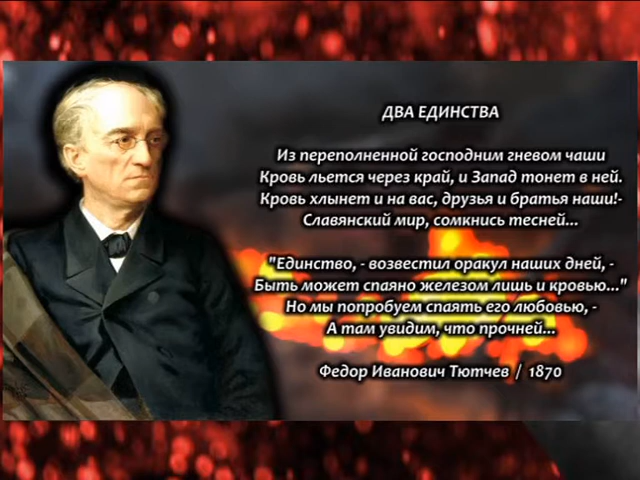 ДВА ЕДИНСТВА
Из переполненной господним гневом чаши
Кровь льется через край, и Запад тонет в ней.
Кровь хлынет и на вас, друзья и братья наши!-
Славянский мир, сомкнись тесней...
"Единство, - возвестил оракул наших дней, -
Быть может спаяно железом лишь и кровью..."
Но мы попробуем спаять его любовью, -
А там увидим, что прочней...
Федор Иванович Тютчев / 1870